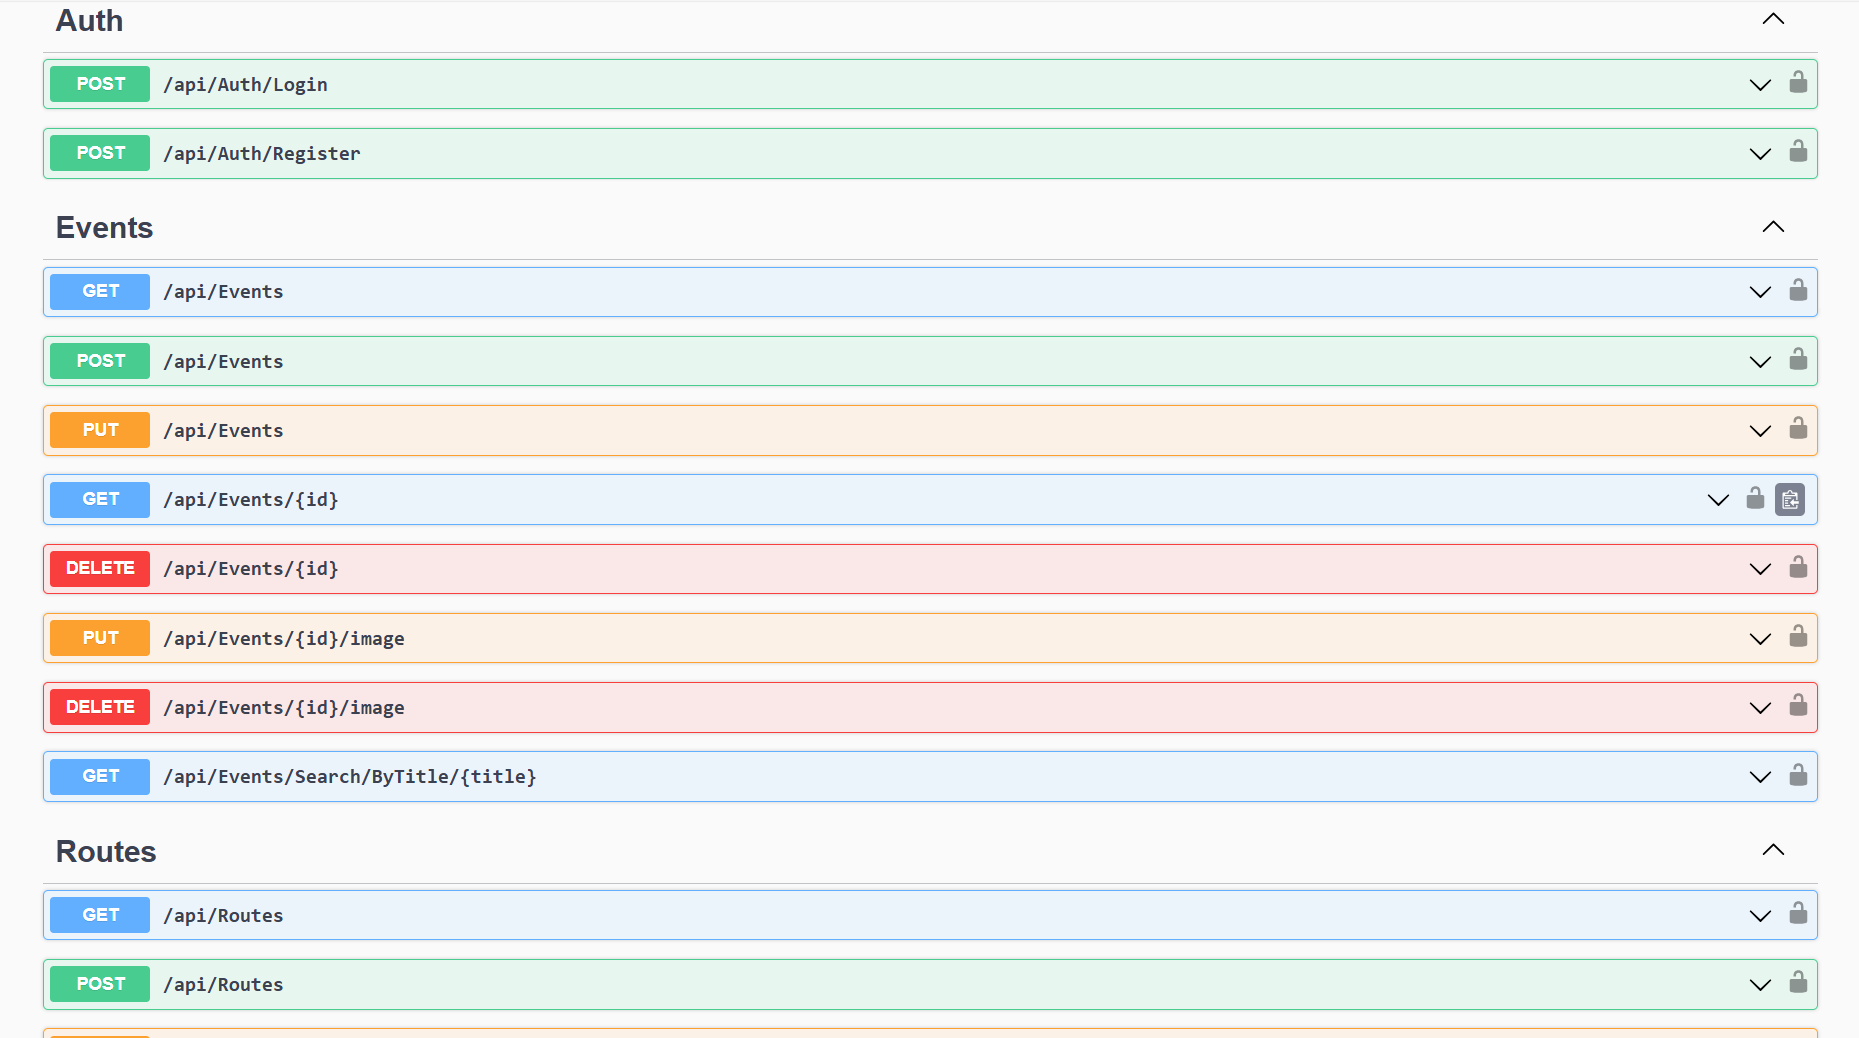 Auth
POST /api/Auth/Login
POST /api/Auth/Register
Events
GET /api/Events
POST /api/Events
PUT /api/Events
GET /api/Events/{id}
DELETE /api/Events/{id}
PUT /api/Events/{id}/image
DELETE /api/Events/{id}/image
GET /api/Events/Search/ByTitle/{title}
Routes
GET /api/Routes
POST /api/Routes